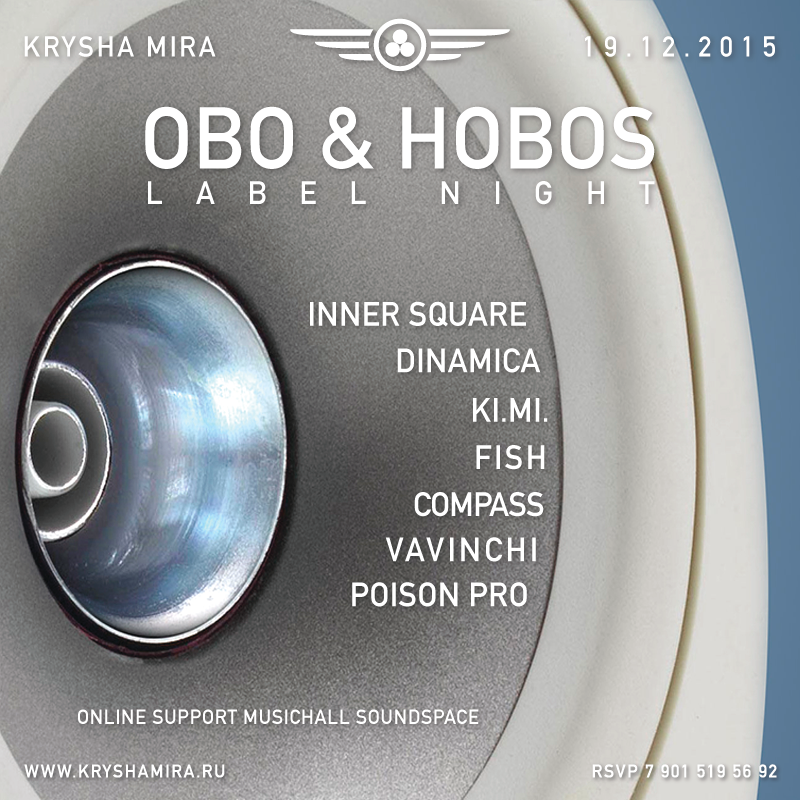 KRYSHA MIRA
19.12.2015
OBO & HOBOS
LABEL NIGHT
INNER SQUARE
DINAMICA
KI.MI.
FISH
COMPASS
VAVINCHI
POISON PRO
ONLINE SUPPORT MUSICHALL SOUNDSPACE
WWW.KRYSHAMIRA.RU
RSVP 7 901 519 56 92